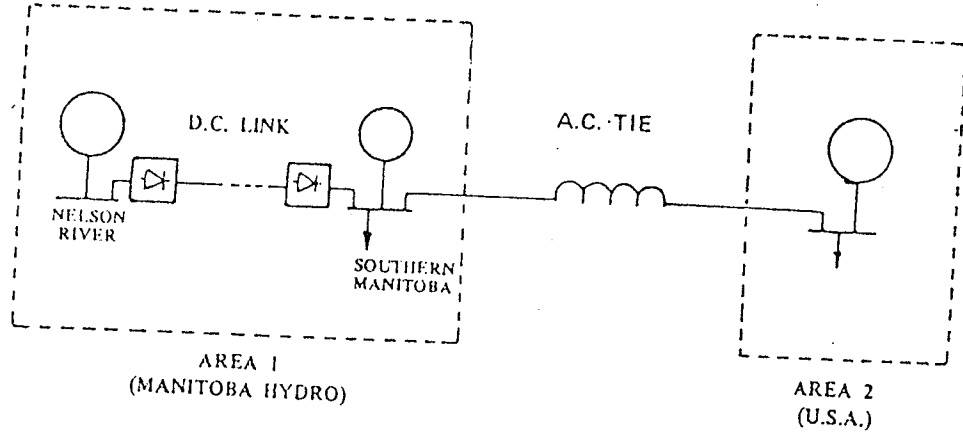 D.C. LINK
A.C. TIE
NELSON
RIVER
SOUTHERN
MANITOBA
AREA 1
(MANITOBA HYDRO)
AREA 2
(U.S.A.)